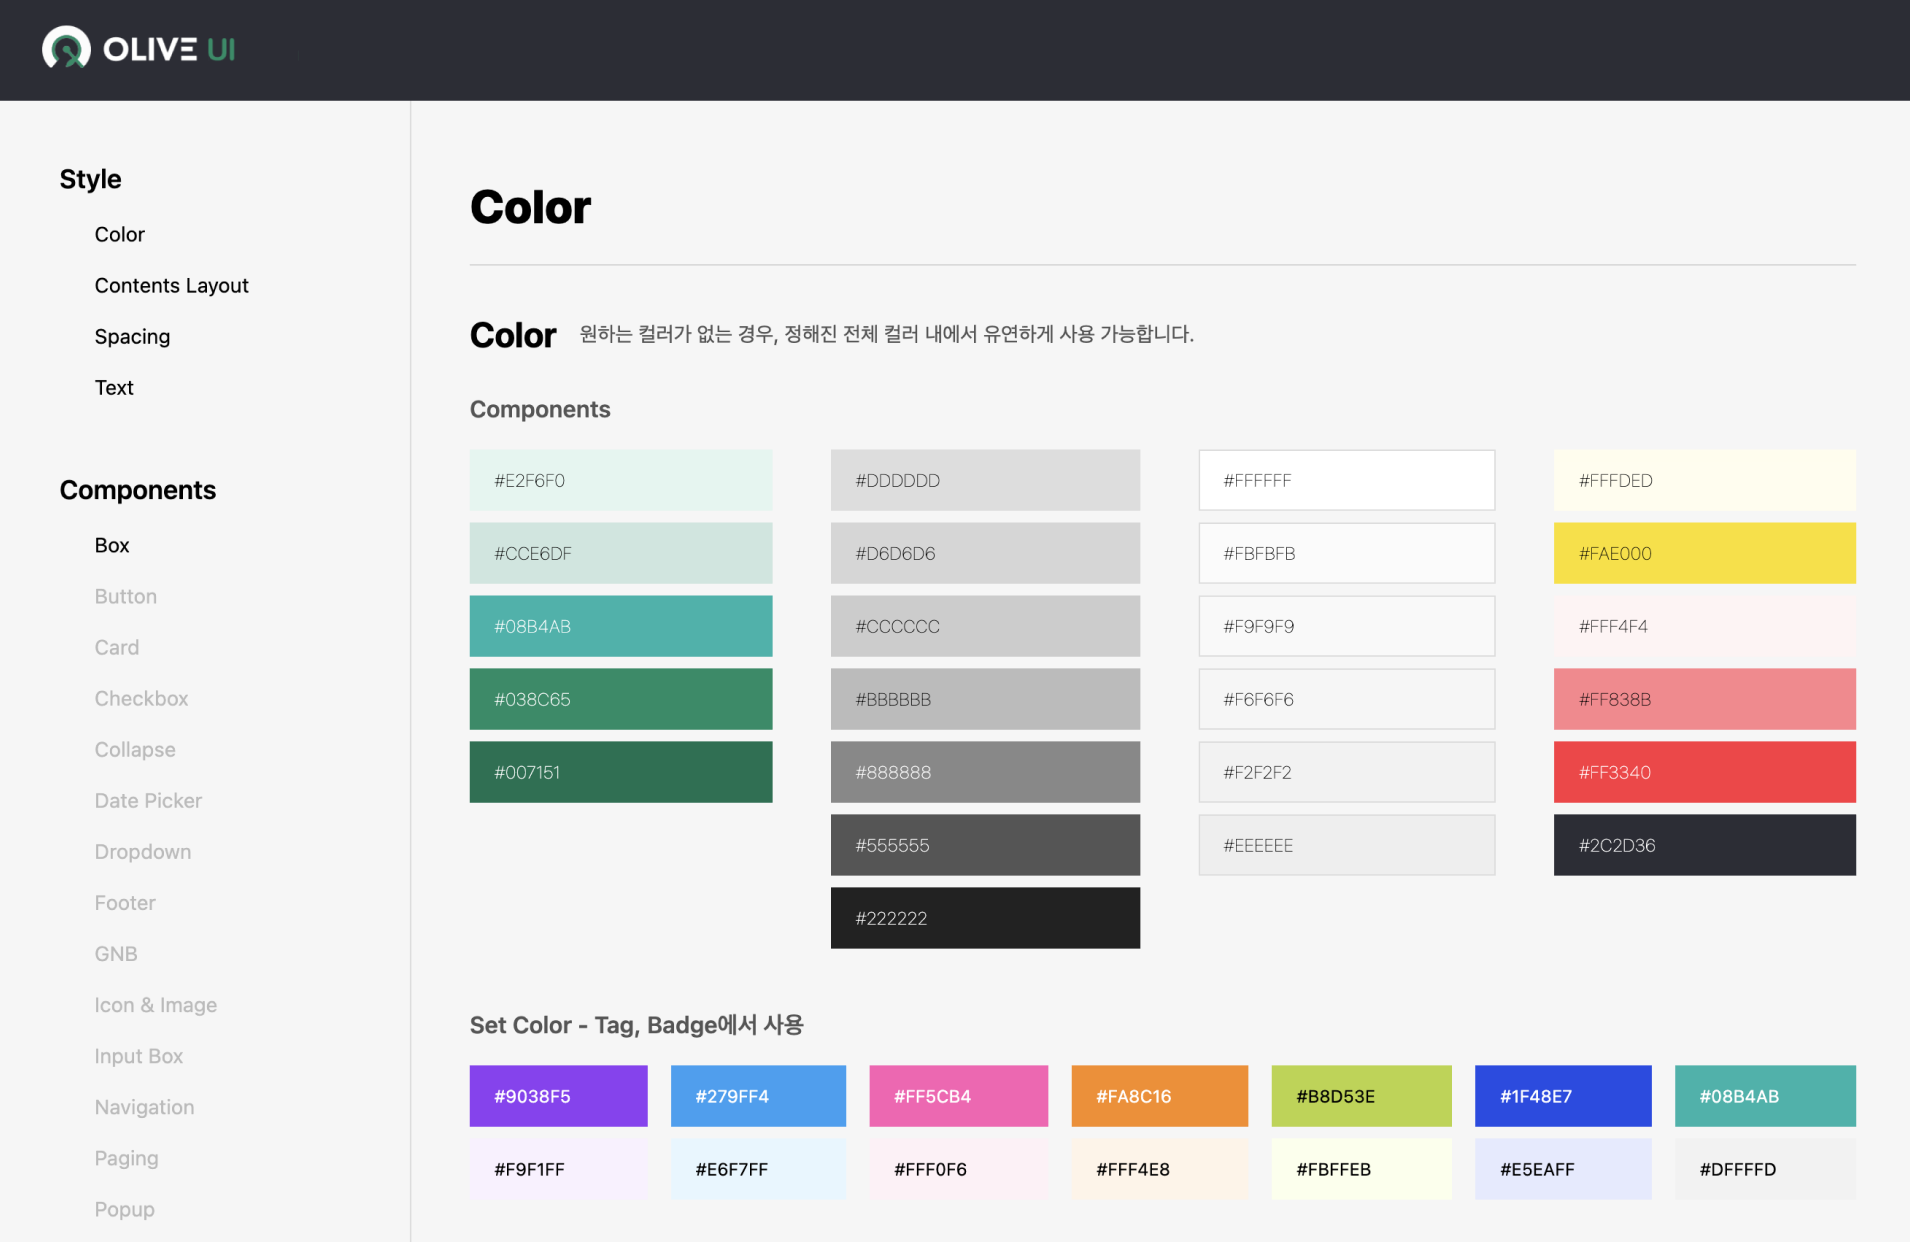 OLIVE UI
Style
Color
Contents Layout
Spacing
Text
Components
Box
Button
Card
Checkbox
Collapse
Date Picker
Dropdown
Footer
GNB
Icon & Image
Input Box
Navigation
Paging
Popup
Color
Color 원하는 컬러가 없는 경우, 정해진 전체 컬러 내에서 유연하게 사용 가능합니다.
Components
#E2F6F0 #DDDDDD #FFFFFF #FFFDED
#CCE6DF #D6D6D6 #FBFBFB #FAE000
#08B4AB #CCCCCC #F9F9F9 #FFF4F4
#038C65 #BBBBBB #F6F6F6 #FF838B
#007151 #888888 #F2F2F2 #FF3340
#555555 #EEEEEE #2C2D36
#222222
Set Color - Tag, Badge에서 사용
#9038F5 #279FF4 #FF5CB4 #FA8C16 #B8D53E #1F48E7 #08B4AB
#F9F1FF #E6F7FF #FFF0F6 #FFF4E8 #FBFFEB #E5EAFF #DFFFFD